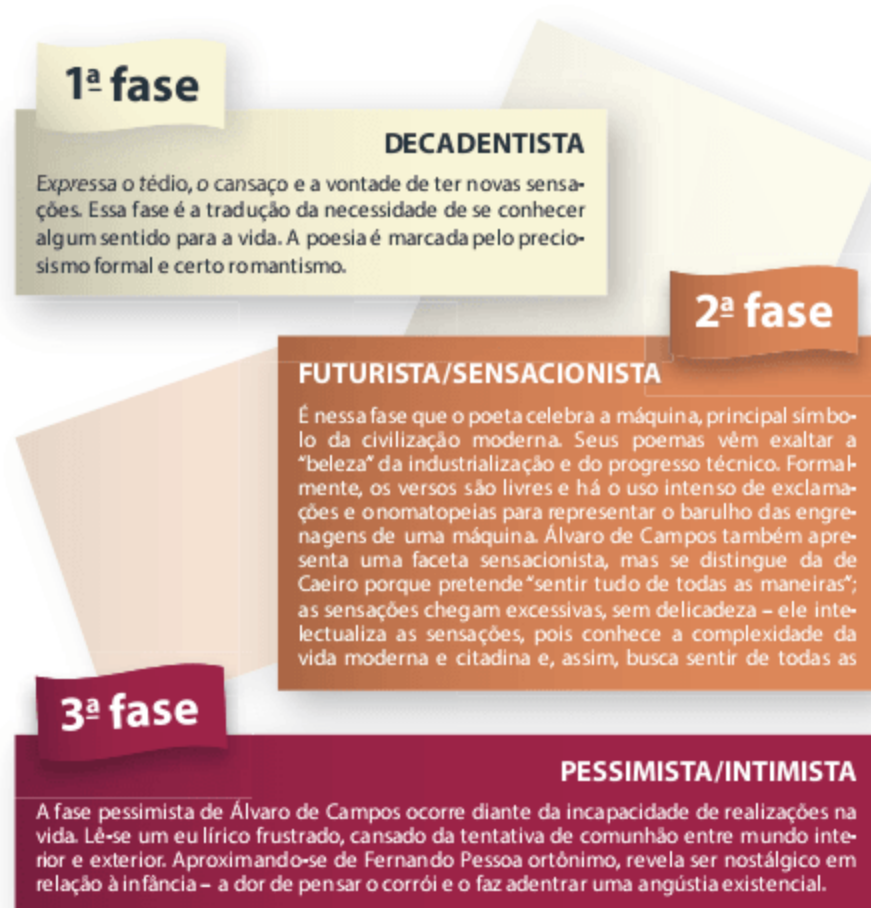 1ª fase
DECADENTISTA
Expressa o tédio, o cansaço e a vontade de ter novas sensa-
ções. Essa fase é a tradução da necessidade de se conhecer
algum sentido para a vida. A poesia é marcada pelo precio-
sismo formal e certo romantismo.
2ª fase
FUTURISTA/SENSACIONISTA
É nessa fase que o poeta celebra a máquina, principal símbo-
lo da civilização moderna. Seus poemas vêm exaltar a
“beleza” da industrialização e do progresso técnico. Formal-
mente, os versos são livres e há o uso intenso de exclama-
ções e onomatopeias para representar o barulho das engre-
nagens de uma máquina. Álvaro de Campos também apre-
senta uma faceta sensacionista, mas se distingue da de
Caeiro porque pretende “sentir tudo de todas as maneiras”;
as sensações chegam excessivas, sem delicadeza – ele inte-
lectualiza as sensações, pois conhece a complexidade da
vida moderna e citadina e, assim, busca sentir de todas as
3ª fase
PESSIMISTA/INTIMISTA
A fase pessimista de Álvaro de Campos ocorre diante da incapacidade de realizações na
vida. Lê-se um eu lírico frustrado, cansado da tentativa de comunhão entre mundo inte-
rior e exterior. Aproximando-se de Fernando Pessoa ortônimo, revela ser nostálgico em
relação à infância – a dor de pensar o corrói e o faz adentrar uma angústia existencial.